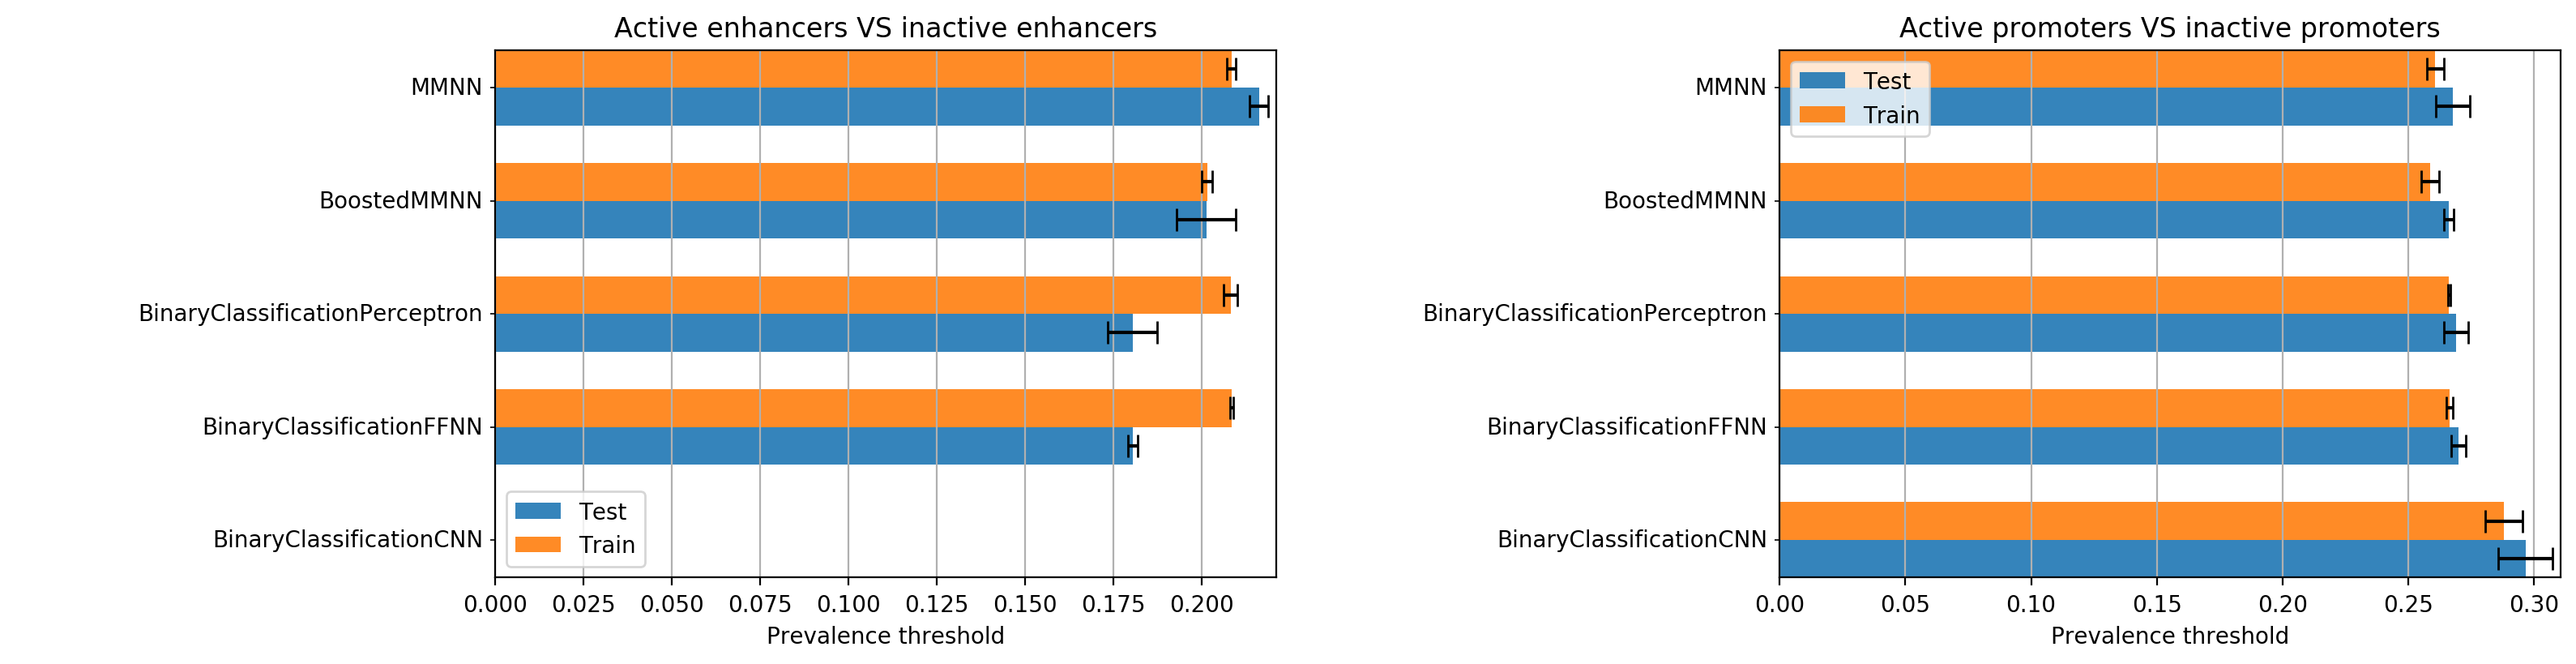 Active enhancers VS inactive enhancers
MMNN
BoostedMMNN
BinaryClassificationPerceptron
BinaryClassificationFFNN
BinaryClassificationCNN
Test
Train
0.000 0.025 0.050 0.075 0.100 0.125 0.150 0.175 0.200
Prevalence threshold
Active promoters VS inactive promoters
Test
Train
MMNN
BoostedMMNN
BinaryClassificationPerceptron
BinaryClassificationFFNN
BinaryClassificationCNN
0.00 0.05 0.10 0.15 0.20 0.25 0.30
Prevalence threshold